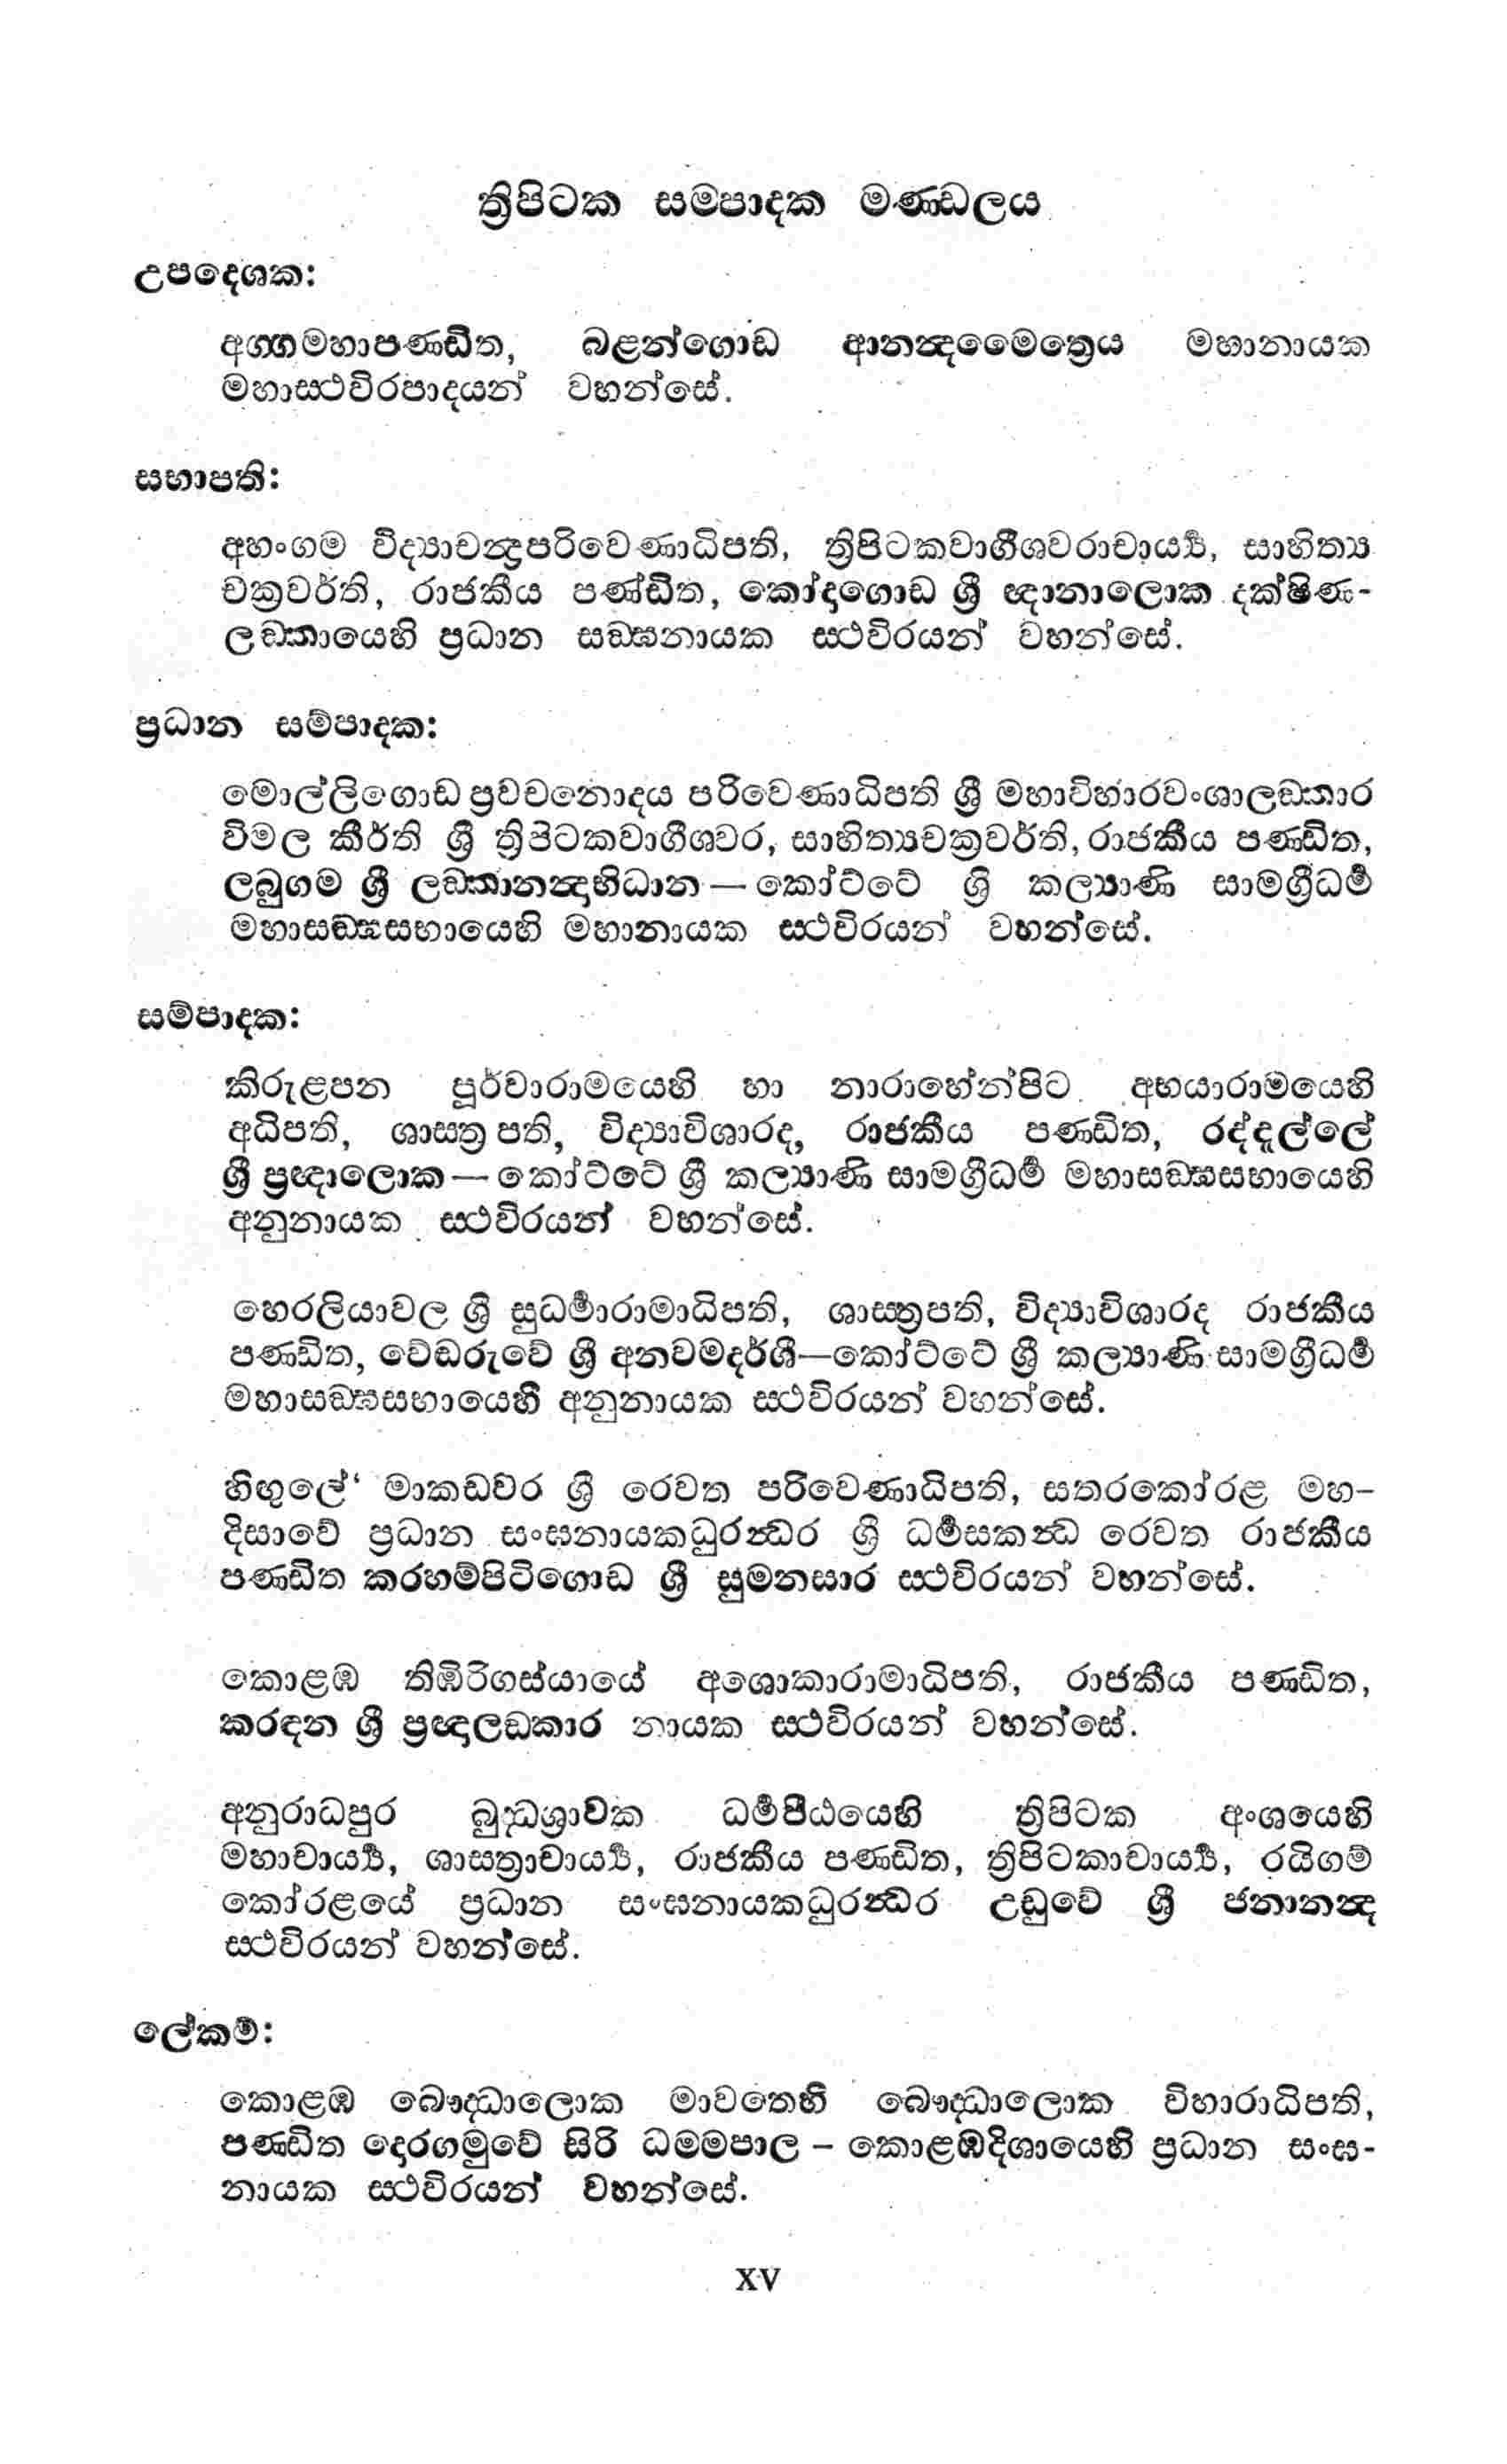 ත්‍රිපිටක සම්පාදක මණ්ඩලය
උපදේශක:
අග්ගමහාපණ්ඩිත, බළන්ගොඩ ආනන්දමෛත්‍රෙය මහානායක
මහාස්ථවිරපාදයන් වහන්සේ.
සභාපති:
අහංගම විද්‍යාචන්ද්‍රපරිවෙණාධිපති, ත්‍රිපිටකවාගීශ්වරාචාර්‍ය්‍ය, සාහිත්‍ය
චක්‍රවර්ති, රාජකීය පණ්ඩිත, කෝදාගොඩ ශ්‍රී ඥානාලොක දක්ෂිණ-
ලඞ්කායෙහි ප්‍රධාන සඞ්ඝනායක ස්ථවිරයන් වහන්සේ.
ප්‍රධාන සම්පාදක:
මොල්ලිගොඩ ප්‍රවචනොදය පරිවෙණාධිපති ශ්‍රී මහාවිහාරවංශාලඞ්කාර
විමල කීර්ති ශ්‍රී ත්‍රිපිටකවාගීශ්වර, සාහිත්‍යචක්‍රවර්ති, රාජකීය පණ්ඩිත,
ලබුගම ශ්‍රී ලඞ්කානන්දාභිධාන — කෝට්ටේ ශ්‍රී කල්‍යාණි සාමග්‍රීධර්‍ම
මහාසඞ්ඝසභායෙහි මහානායක ස්ථවිරයන් වහන්සේ.
සම්පාදක:
කිරුළපන පූර්වාරාමයෙහි හා නාරාහේන්පිට අභයාරාමයෙහි
අධිපති, ශාස්ත්‍ර පති, විද්‍යාවිශාරද, රාජකීය පණ්ඩිත, රද්දැල්ලේ
ශ්‍රී ප්‍රඥාලොක — කෝට්ටේ ශ්‍රී කල්‍යාණි සාමග්‍රීධර්‍ම මහාසඞ්ඝසභායෙහි
අනුනායක ස්ථවිරයන් වහන්සේ.
හෙරලියාවල ශ්‍රී සුධර්‍මාරාමාධිපති, ශාස්ත්‍රපති, විද්‍යාවිශාරද රාජකීය
පණ්ඩිත, වේඬරුවේ ශ්‍රී අනවමදර්ශී—කෝට්ටේ ශ්‍රී කල්‍යාණි සාමග්‍රීධර්‍ම
මහාසඞ්ඝසභායෙහි අනුනායක ස්ථවිරයන් වහන්සේ.
හිඟුලේ‘ මාකඩවර ශ්‍රී රෙවත පරිවෙණාධිපති, සතරකෝරළ මහ-
දිසාවේ ප්‍රධාන සංඝනායකධුරන්ධර ශ්‍රී ධර්‍මස්කන්ධ රෙවත රාජකීය
පණ්ඩිත කරහම්පිටිගොඩ ශ්‍රී සුමනසාර ස්ථවිරයන් වහන්සේ.
කොළඹ තිඹිරිගස්යායේ අශොකාරාමාධිපති, රාජකීය පණ්ඩිත,
කරඳන ශ්‍රී ප්‍රඥාලඞ්කාර නායක ස්ථවිරයන් වහන්සේ.
අනුරාධපුර බුද්ධශ්‍රාවක ධර්‍මපීඨයෙහි ත්‍රිපිටක අංශයෙහි
මහාචාර්‍ය්‍ය, ශාස්ත්‍රාචාර්‍ය්‍ය, රාජකීය පණ්ඩිත, ත්‍රිපිටකාචාර්‍ය්‍ය, රයිගම්
කෝරළයේ ප්‍රධාන සංඝනායකධුරන්ධර උඩුවේ ශ්‍රී ජනානන්ද
ස්ථවිරයන් වහන්සේ.
ලේකම්:
කොළඹ බෞද්ධාලොක මාවතෙහි බෞද්ධාලොක විහාරාධිපති,
පණ්ඩිත දොරගමුවේ සිරි ධම්මපාල – කොළඹදිශායෙහි ප්‍රධාන සංඝ-
නායක ස්ථවිරයන් වහන්සේ.
XV